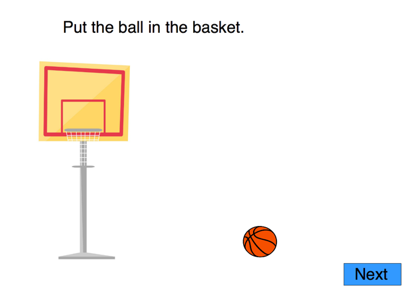 Put the ball in the basket.
Next